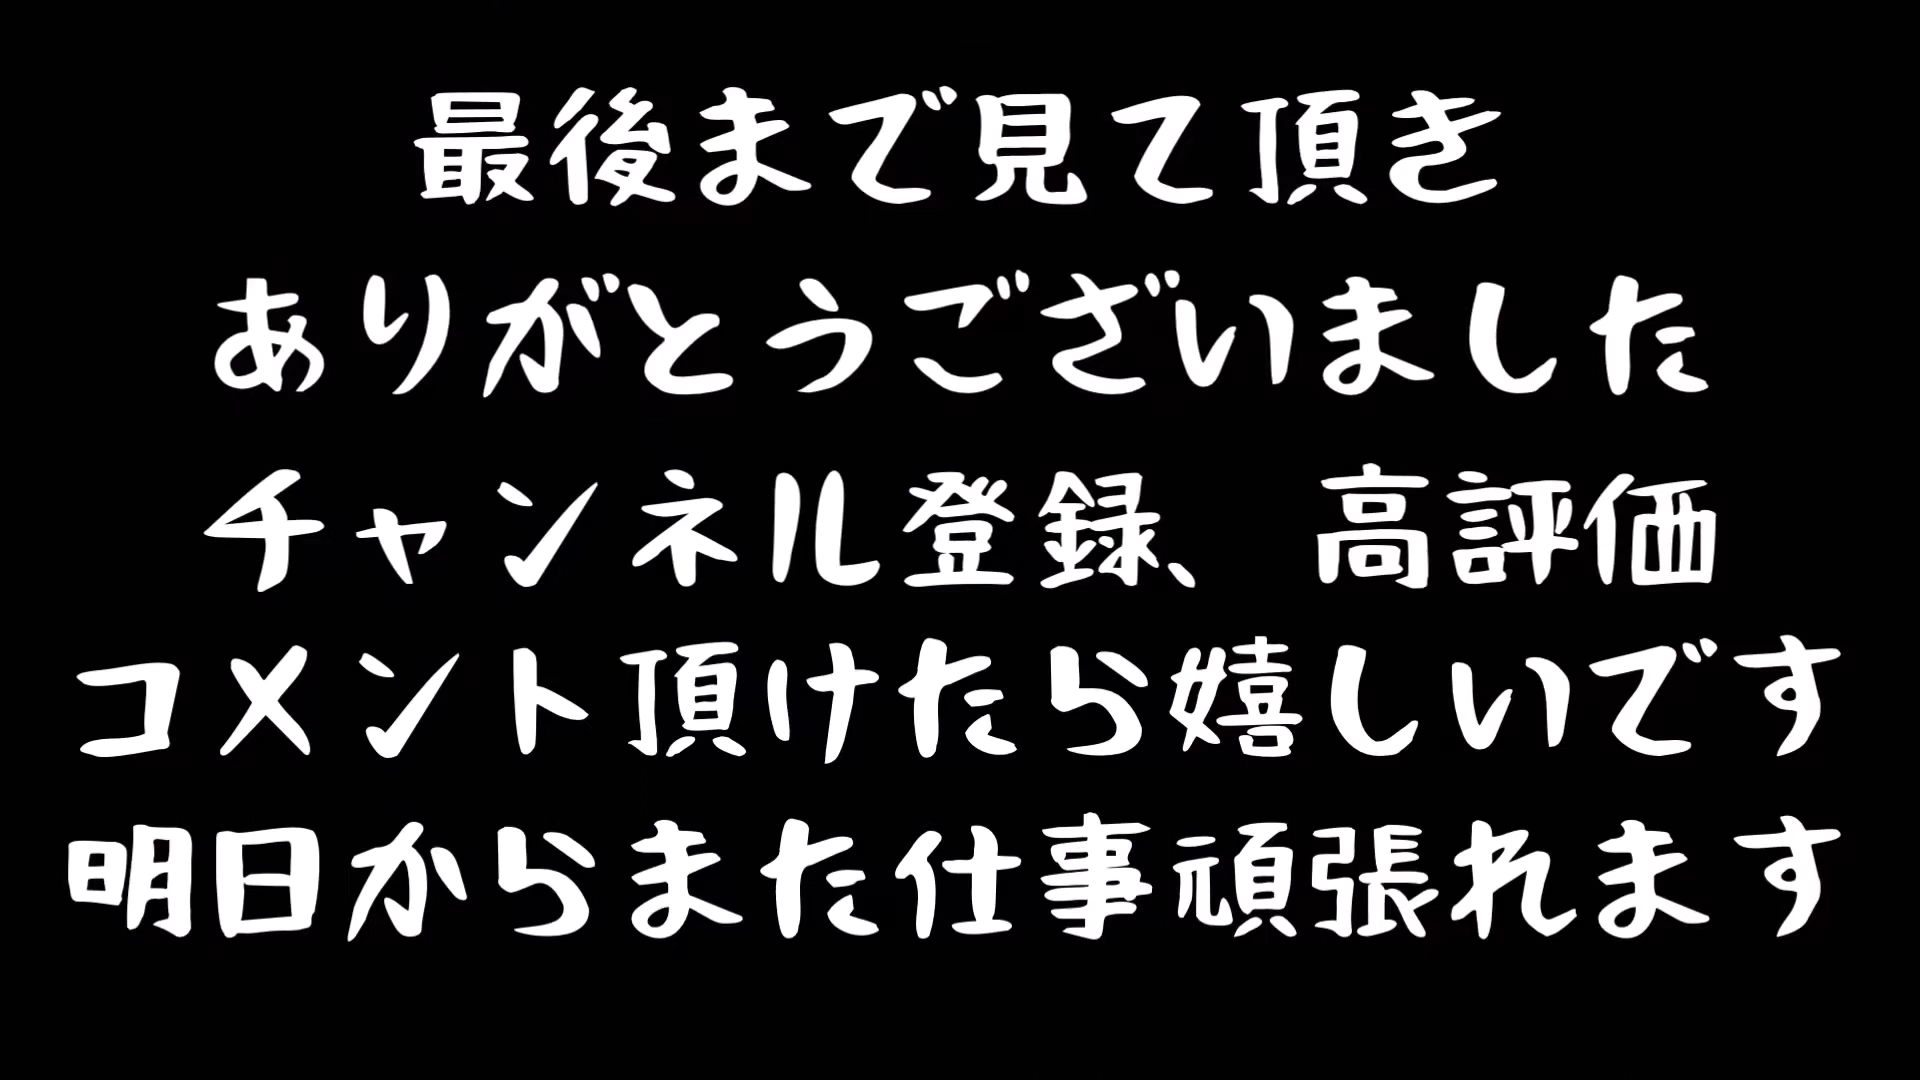 最後まで見て頂き
ありがとうございました
チャンネル登録、高評価
コメント頂けたら嬉しいです
明日からまた仕事頑張れます